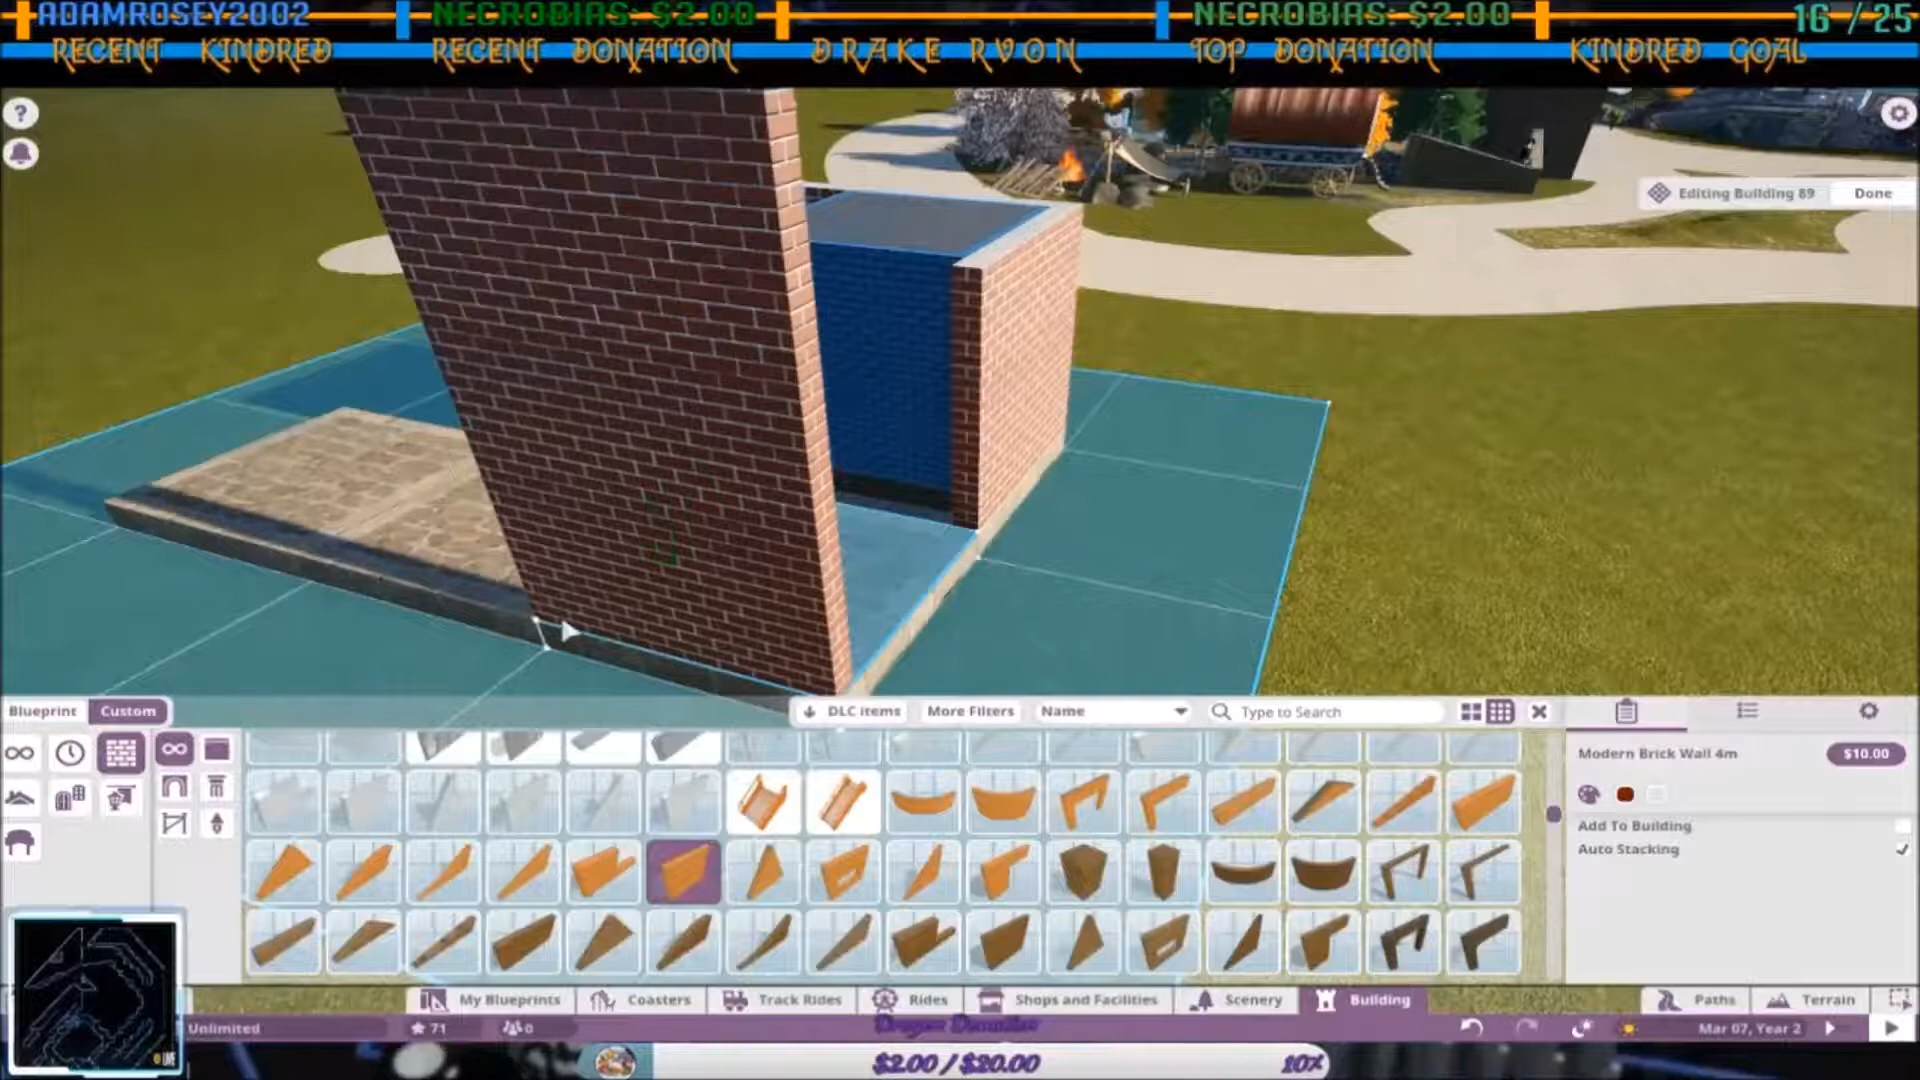 ADAMROSEY2002 NECROBIAS: $2.00 NECROBIAS: $2.00 16 / 25
RECENT KINDRED RECENT DONATION DRAKE RVON TOP DONATION KINDRED GOAL
?
Editing Building 89 Done
Blueprint Custom DLC items More Filters Name Type to Search
Modern Brick Wall 4m $10.00
Add To Building
Auto Stacking
My Blueprints Coasters Track Rides Rides Shops and Facilities Scenery Building Paths Terrain
Unlimited 71 0 Mar 07, Year 2
$2.00 / $20.00 10%